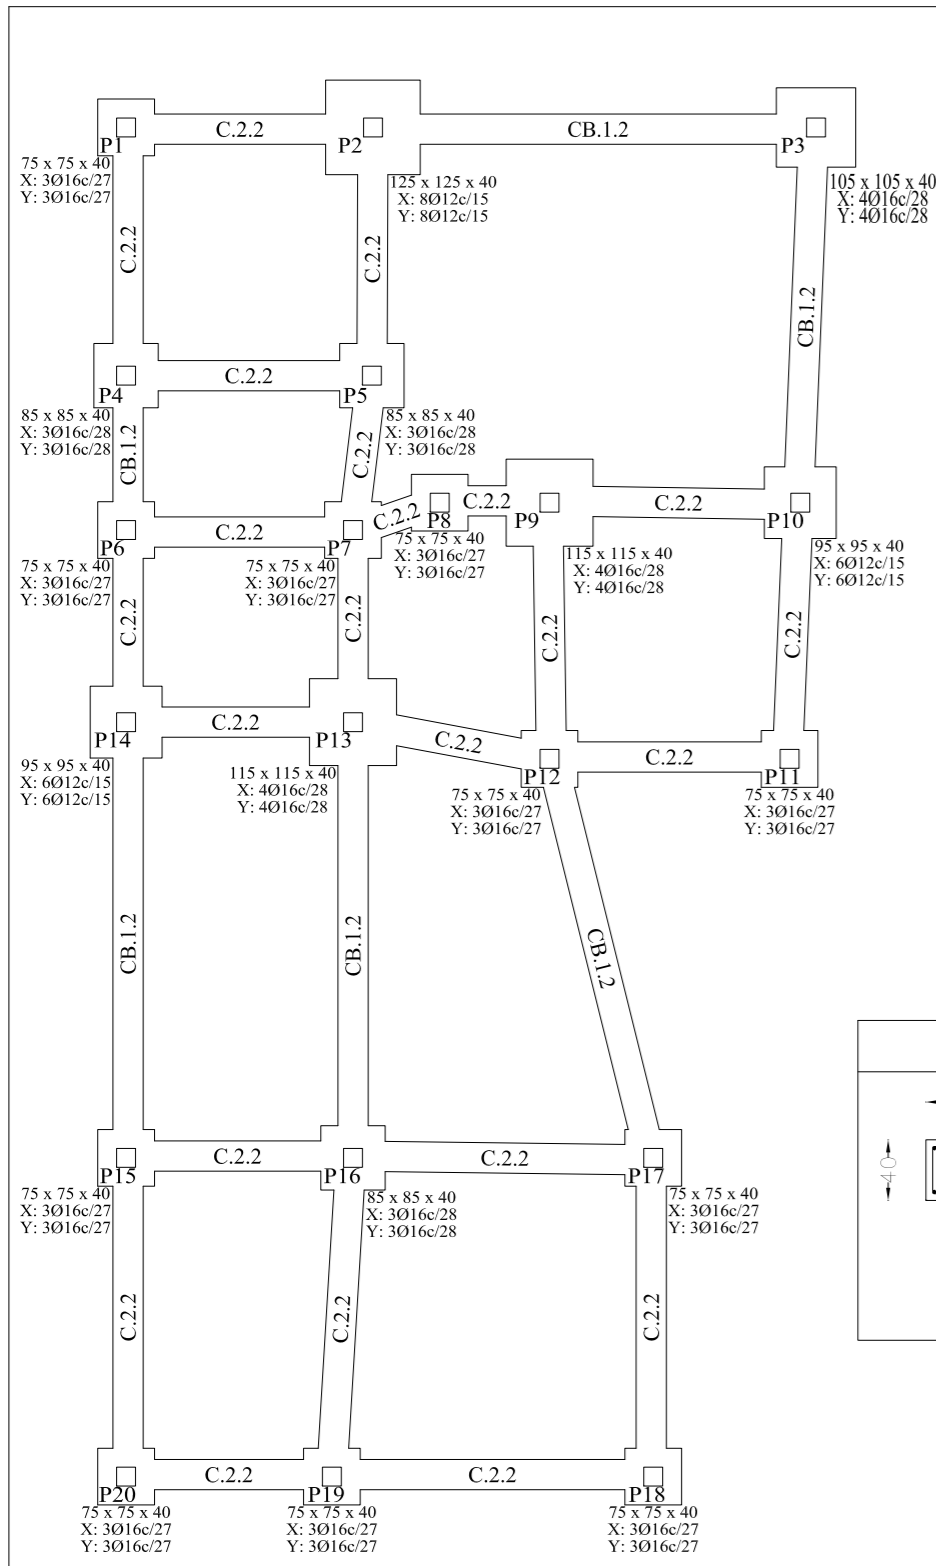 C.2.2
CB.1.2
P1
P2
P3
75 x 75 x 40
X: 3Ø16c/27
Y: 3Ø16c/27
125 x 125 x 40
X: 8Ø12c/15
Y: 8Ø12c/15
105 x 105 x 40
X: 4Ø16c/28
Y: 4Ø16c/28
C.2.2
C.2.2
CB.1.2
C.2.2
P4
P5
85 x 85 x 40
X: 3Ø16c/28
Y: 3Ø16c/28
85 x 85 x 40
X: 3Ø16c/28
Y: 3Ø16c/28
CB.1.2
C.2.2
C.2.2
P6
P7
C.2.2
P8
C.2.2
P9
C.2.2
P10
75 x 75 x 40
X: 3Ø16c/27
Y: 3Ø16c/27
75 x 75 x 40
X: 3Ø16c/27
Y: 3Ø16c/27
75 x 75 x 40
X: 3Ø16c/27
Y: 3Ø16c/27
115 x 115 x 40
X: 4Ø16c/28
Y: 4Ø16c/28
95 x 95 x 40
X: 6Ø12c/15
Y: 6Ø12c/15
C.2.2
C.2.2
C.2.2
C.2.2
C.2.2
P14
P13
C.2.2
P12
C.2.2
P11
95 x 95 x 40
X: 6Ø12c/15
Y: 6Ø12c/15
115 x 115 x 40
X: 4Ø16c/28
Y: 4Ø16c/28
75 x 75 x 40
X: 3Ø16c/27
Y: 3Ø16c/27
75 x 75 x 40
X: 3Ø16c/27
Y: 3Ø16c/27
CB.1.2
CB.1.2
CB.1.2
40
C.2.2
C.2.2
P15
P16
P17
75 x 75 x 40
X: 3Ø16c/27
Y: 3Ø16c/27
85 x 85 x 40
X: 3Ø16c/28
Y: 3Ø16c/28
75 x 75 x 40
X: 3Ø16c/27
Y: 3Ø16c/27
C.2.2
C.2.2
C.2.2
C.2.2
C.2.2
P20
P19
P18
75 x 75 x 40
X: 3Ø16c/27
Y: 3Ø16c/27
75 x 75 x 40
X: 3Ø16c/27
Y: 3Ø16c/27
75 x 75 x 40
X: 3Ø16c/27
Y: 3Ø16c/27